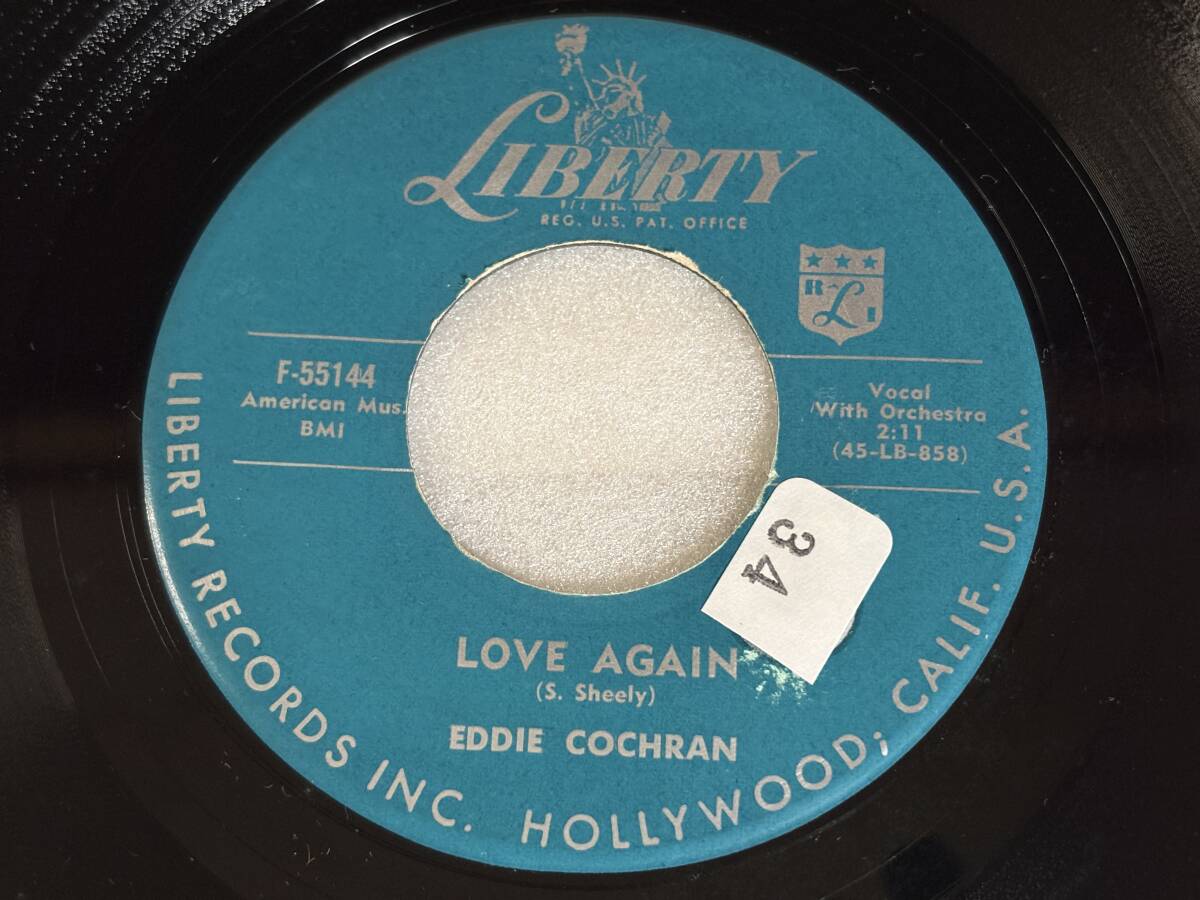 LIBERTY
REG. U.S. PAT. OFFICE
R L I
F-55144
American Mus.
BMI
Vocal
With Orchestra
2:11
(45-LB-858)
34
LOVE AGAIN
(S. Sheely)
EDDIE COCHRAN
LIBERTY RECORDS INC. HOLLYWOOD, CALIF. U.S.A.